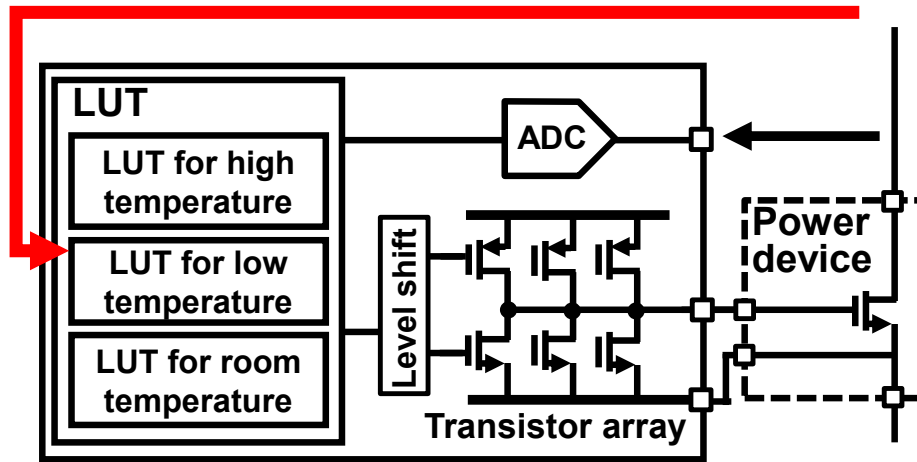 LUT
LUT for high
temperature
LUT for low
temperature
LUT for room
temperature
ADC
Level shift
Transistor array
Power
device